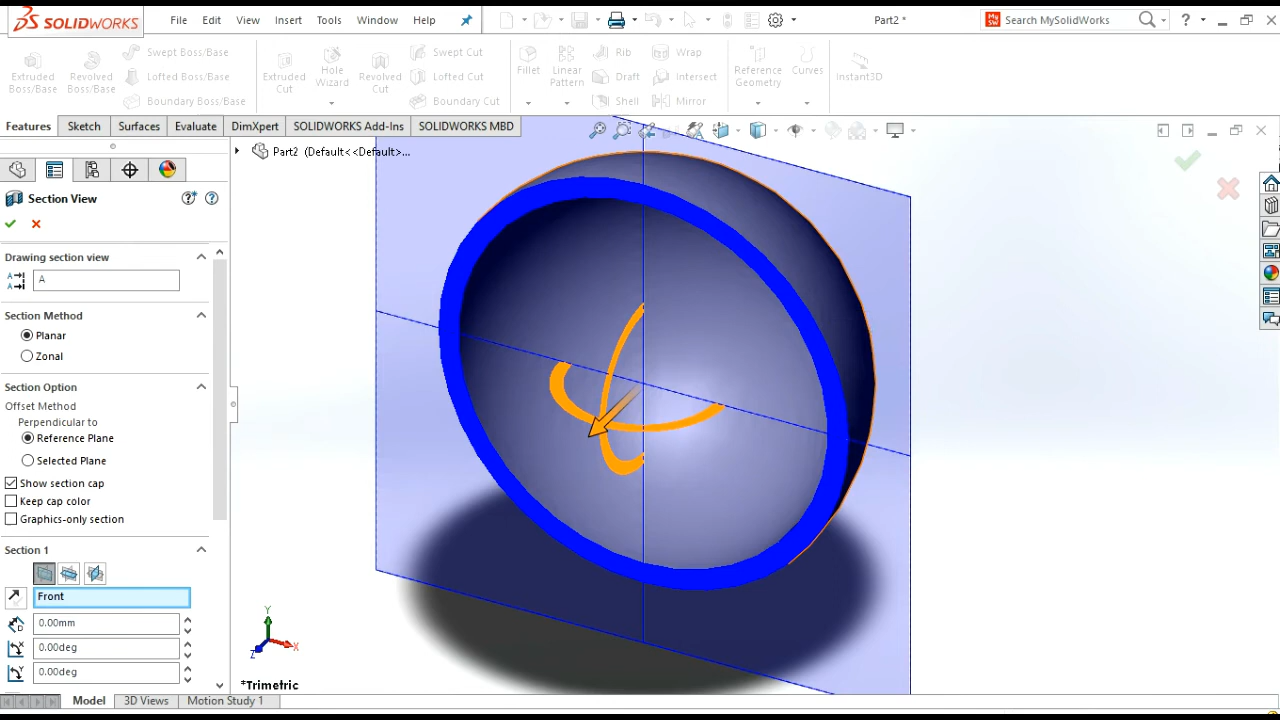 SOLIDWORKS File Edit View Insert Tools Window Help Part2 * Search MySolidWorks ?
Extruded Boss/Base Revolved Boss/Base Swept Boss/Base Lofted Boss/Base Boundary Boss/Base Extruded Cut Hole Wizard Revolved Cut Swept Cut Lofted Cut Boundary Cut Fillet Linear Pattern Rib Draft Shell Wrap Intersect Mirror Reference Geometry Curves Instant3D
Features Sketch Surfaces Evaluate DimXpert SOLIDWORKS Add-Ins SOLIDWORKS MBD
Part2 (Default<<Default>...
Section View
Drawing section view
A
Section Method
Planar
Zonal
Section Option
Offset Method
Perpendicular to
Reference Plane
Selected Plane
Show section cap
Keep cap color
Graphics-only section
Section 1
Front
0.00mm
0.00deg
0.00deg
Y
X
Z
*Trimetric
Model 3D Views Motion Study 1